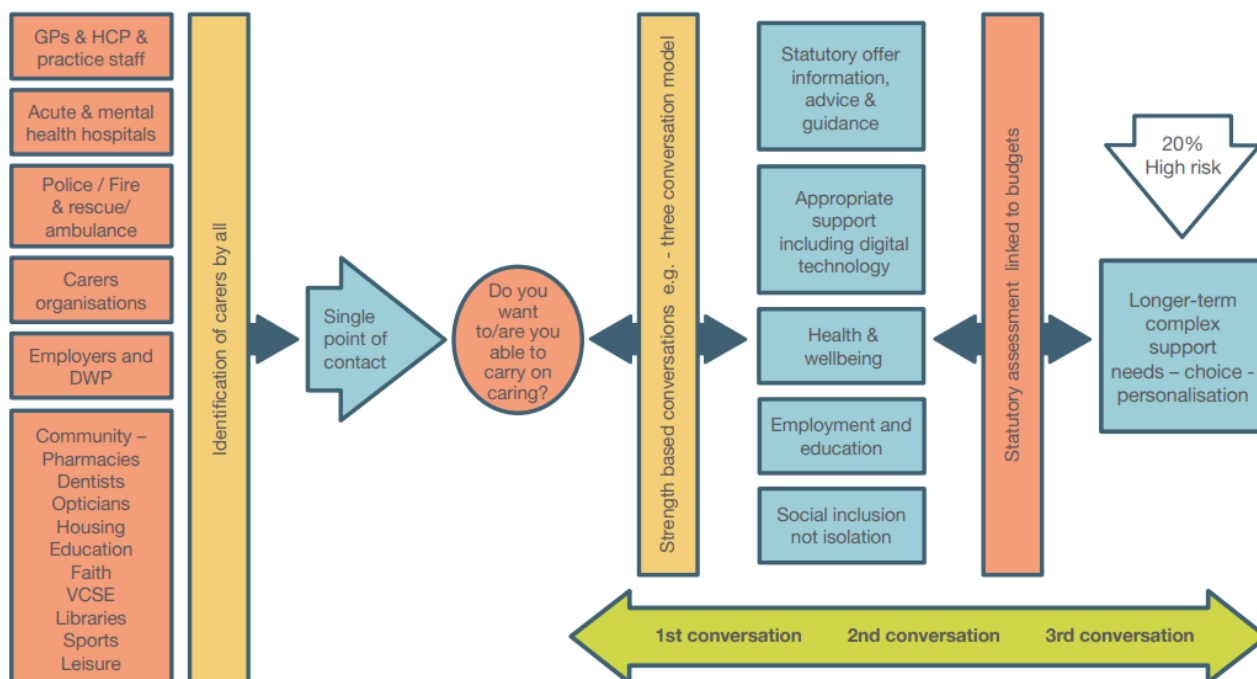 GPs & HCP &
practice staff
Acute & mental
health hospitals
Police / Fire
& rescue/
ambulance
Carers
organisations
Employers and
DWP
Community –
Pharmacies
Dentists
Opticians
Housing
Education
Faith
VCSE
Libraries
Sports
Leisure
Identification of carers by all
Single
point of
contact
Do you
want
to/are you
able to
carry on
caring?
Strength based conversations e.g. - three conversation model
Statutory offer
information,
advice &
guidance
Appropriate
support
including digital
technology
Health &
wellbeing
Employment and
education
Social inclusion
not isolation
Statutory assessment linked to budgets
20%
High risk
Longer-term
complex
support
needs – choice -
personalisation
1st conversation 2nd conversation 3rd conversation